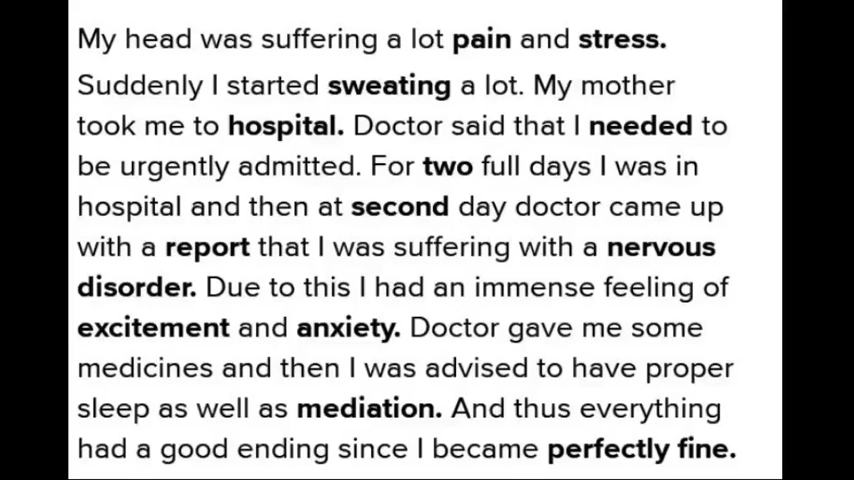 My head was suffering a lot pain and stress.
Suddenly I started sweating a lot. My mother
took me to hospital. Doctor said that I needed to
be urgently admitted. For two full days I was in
hospital and then at second day doctor came up
with a report that I was suffering with a nervous
disorder. Due to this I had an immense feeling of
excitement and anxiety. Doctor gave me some
medicines and then I was advised to have proper
sleep as well as mediation. And thus everything
had a good ending since I became perfectly fine.